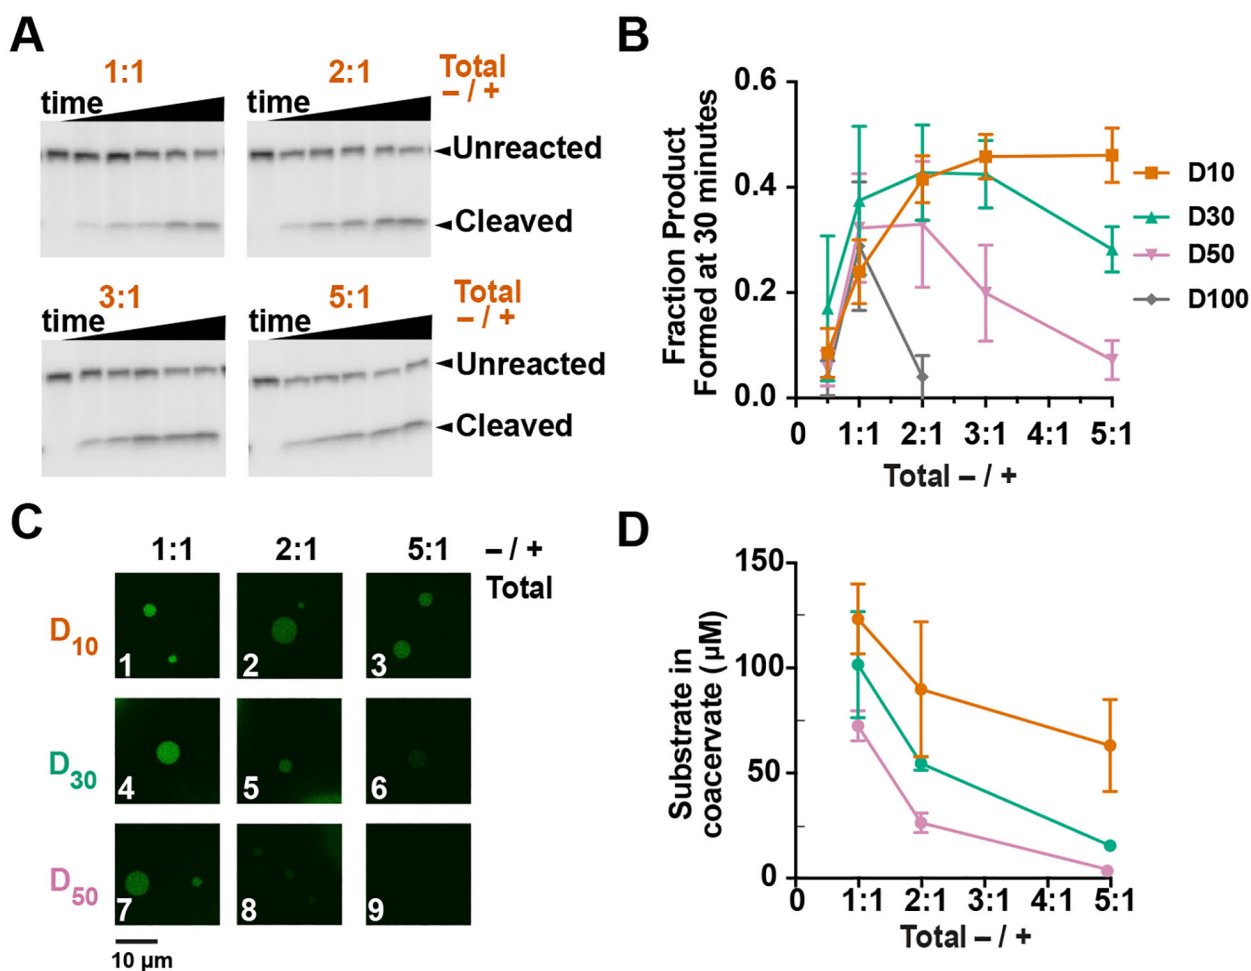 A
1:1
2:1
Total
– / +
time
time
Unreacted
Cleaved
3:1
5:1
Total
– / +
time
time
Unreacted
Cleaved
B
Fraction Product
Formed at 30 minutes
0.6
0.4
0.2
0.0
0
1:1
2:1
3:1
4:1
5:1
Total – / +
D10
D30
D50
D100
C
1:1
2:1
5:1
– / +
Total
D10
1
2
3
D30
4
5
6
D50
7
8
9
10 µm
D
Substrate in
coacervate (µM)
150
100
50
0
0
1:1
2:1
3:1
4:1
5:1
Total – / +